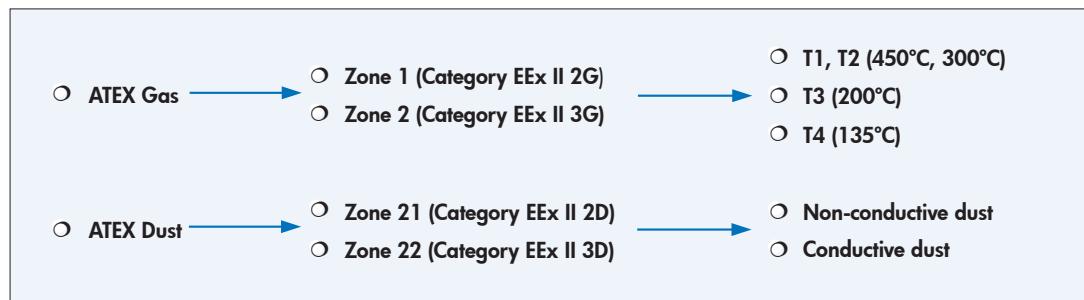 ATEX Gas
Zone 1 (Category EEx II 2G)
Zone 2 (Category EEx II 3G)
T1, T2 (450°C, 300°C)
T3 (200°C)
T4 (135°C)
ATEX Dust
Zone 21 (Category EEx II 2D)
Zone 22 (Category EEx II 3D)
Non-conductive dust
Conductive dust